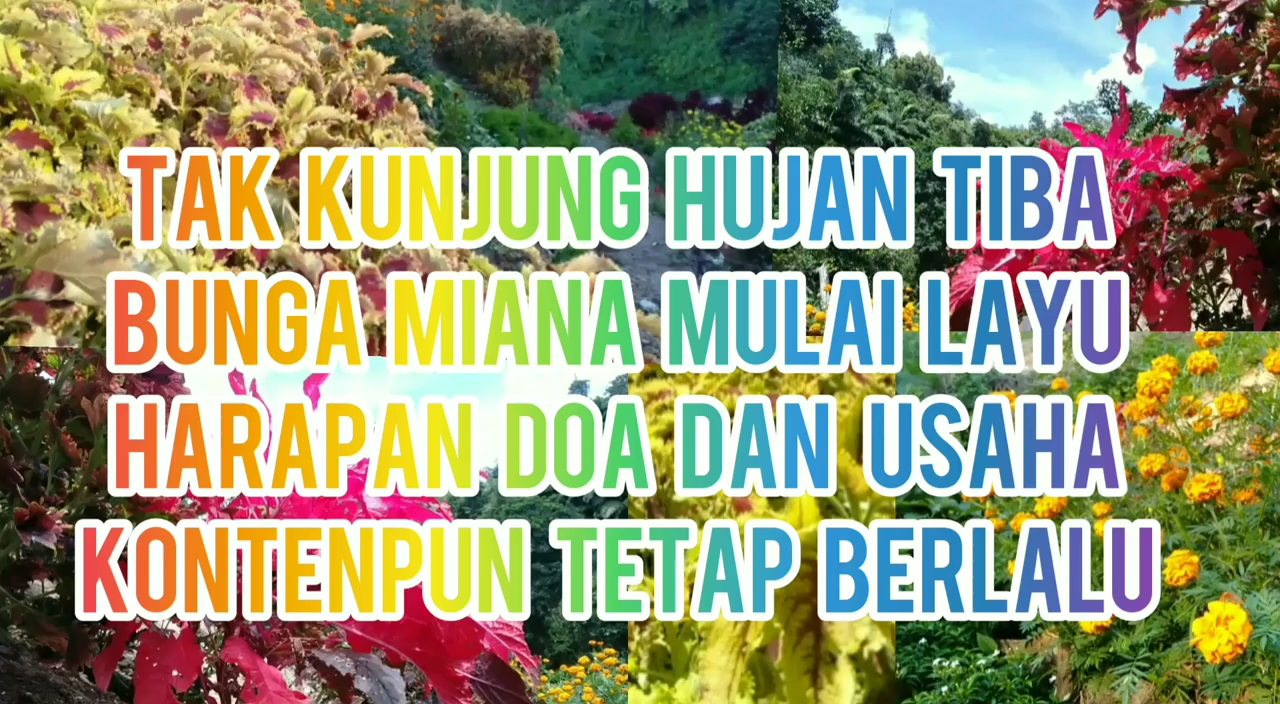 TAK KUNJUNG HUJAN TIBA
BUNGA MIANA MULAI LAYU
HARAPAN DOA DAN USAHA
KONTENPUN TETAP BERLALU